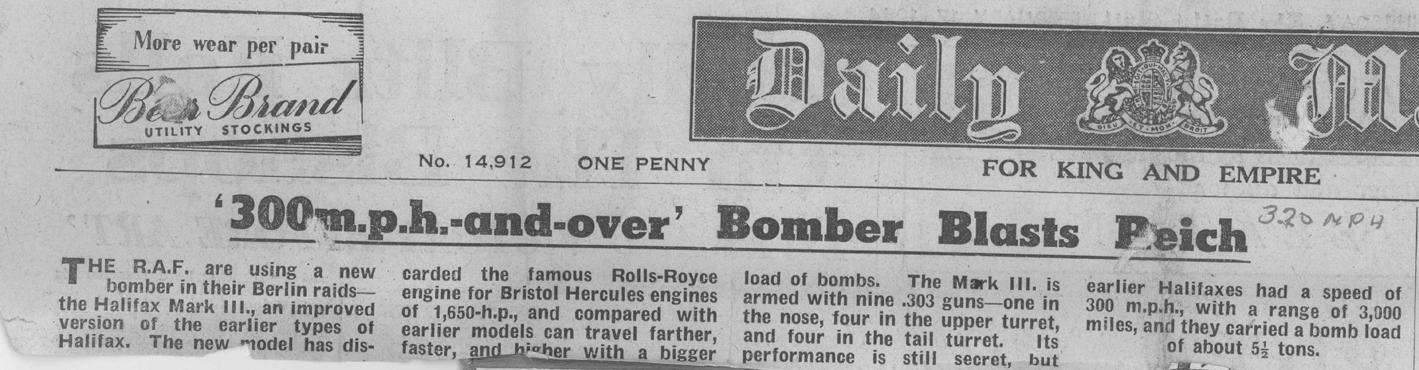 More wear per pair
Bear Brand
UTILITY STOCKINGS
Daily M
DIEU ET MON DROIT
No. 14,912 ONE PENNY
FOR KING AND EMPIRE
'300m.p.h.-and-over' Bomber Blasts Reich
320 MPH
THE R.A.F. are using a new
bomber in their Berlin raids—
the Halifax Mark III., an improved
version of the earlier types of
Halifax. The new model has dis-
carded the famous Rolls-Royce
engine for Bristol Hercules engines
of 1,650-h.p., and compared with
earlier models can travel farther,
faster, and higher with a bigger
load of bombs. The Mark III. is
armed with nine .303 guns—one in
the nose, four in the upper turret,
and four in the tail turret. Its
performance is still secret, but
earlier Halifaxes had a speed of
300 m.p.h., with a range of 3,000
miles, and they carried a bomb load
of about 5½ tons.